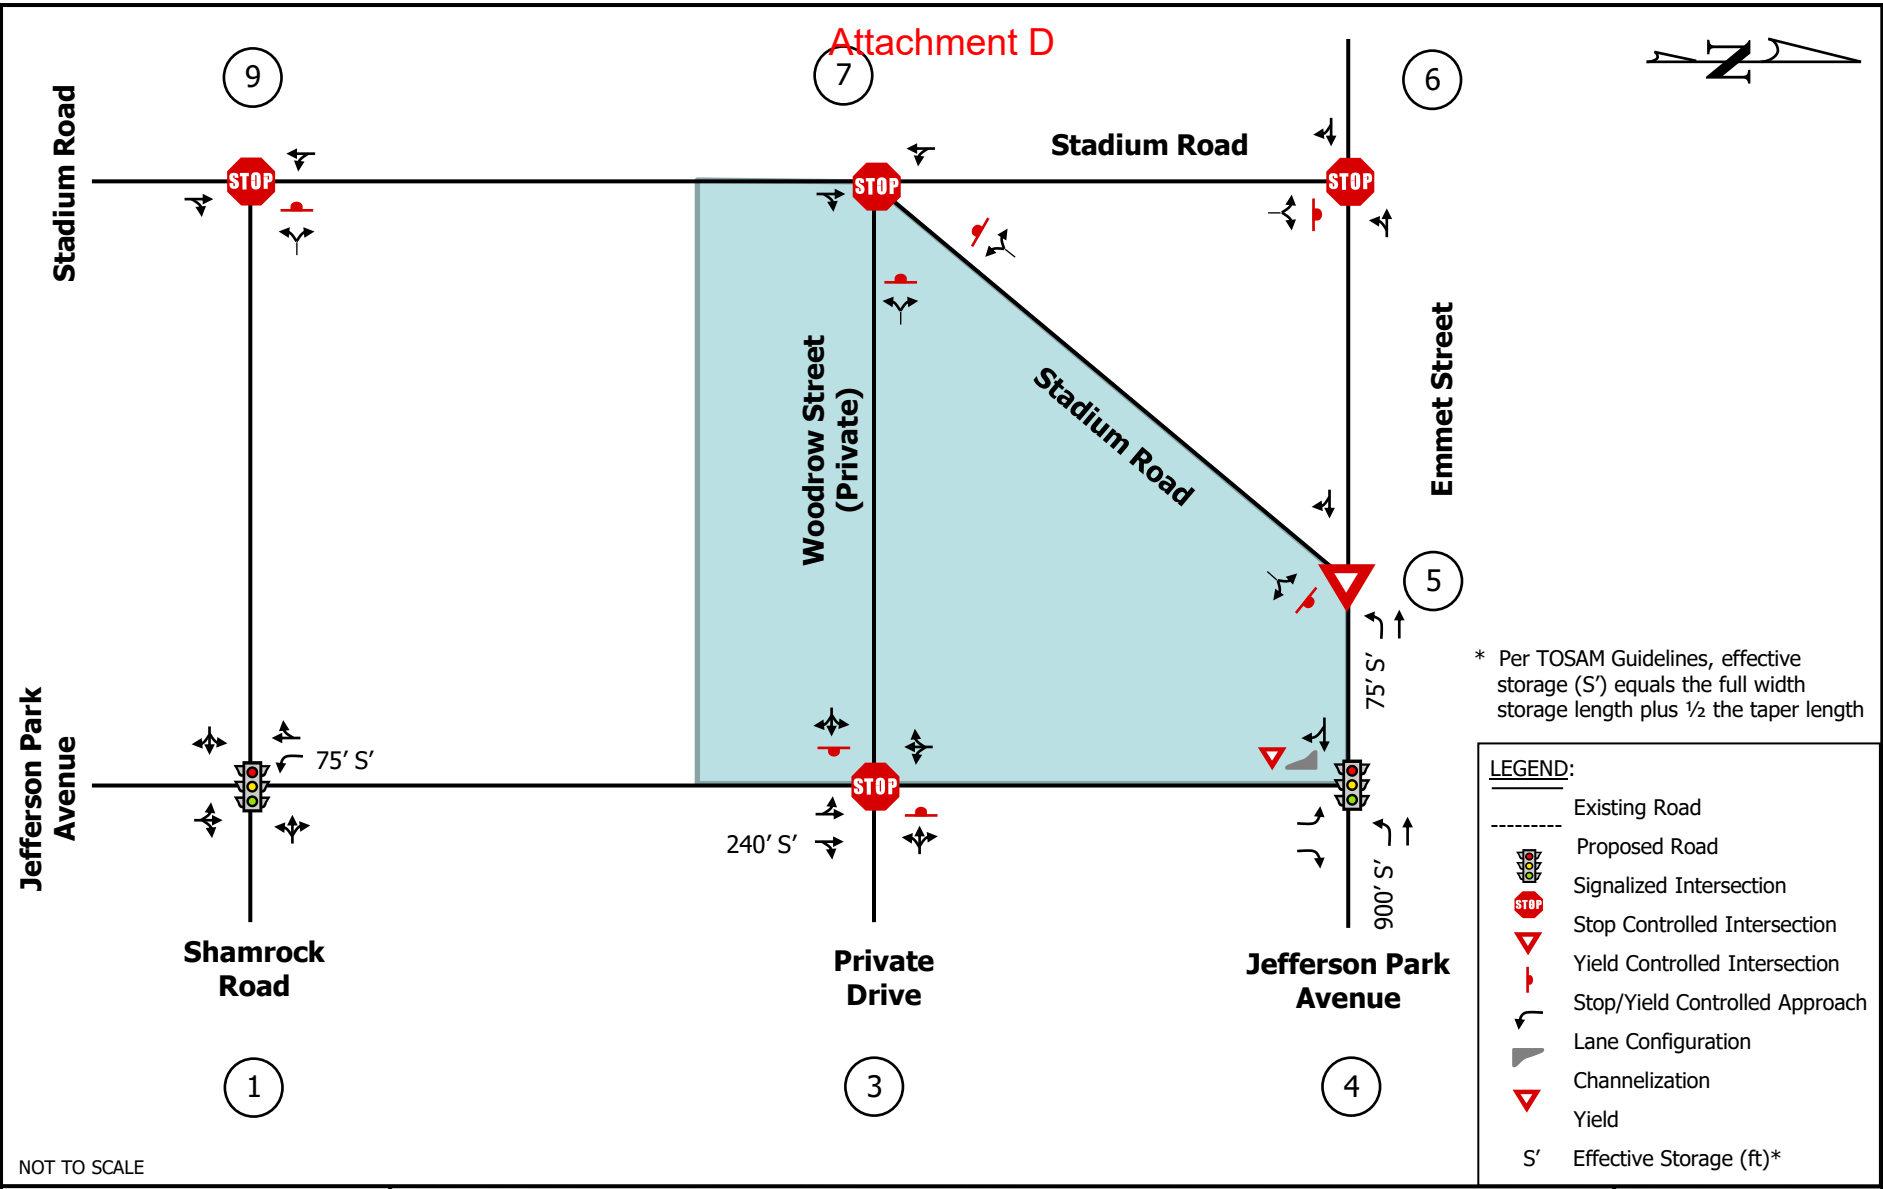 Attachment D
9
7
6
N
Stadium Road
STOP
STOP
Stadium Road
STOP
Woodrow Street
(Private)
Stadium Road
Emmet Street
5
75’ S’
* Per TOSAM Guidelines, effective
storage (S’) equals the full width
storage length plus ½ the taper length
Jefferson Park
Avenue
75’ S’
STOP
240’ S’
900’ S’
Shamrock
Road
Private
Drive
Jefferson Park
Avenue
1
3
4
LEGEND:
Existing Road
Proposed Road
Signalized Intersection
STOP
Stop Controlled Intersection
Yield Controlled Intersection
Stop/Yield Controlled Approach
Lane Configuration
Channelization
Yield
S’ Effective Storage (ft)*
NOT TO SCALE